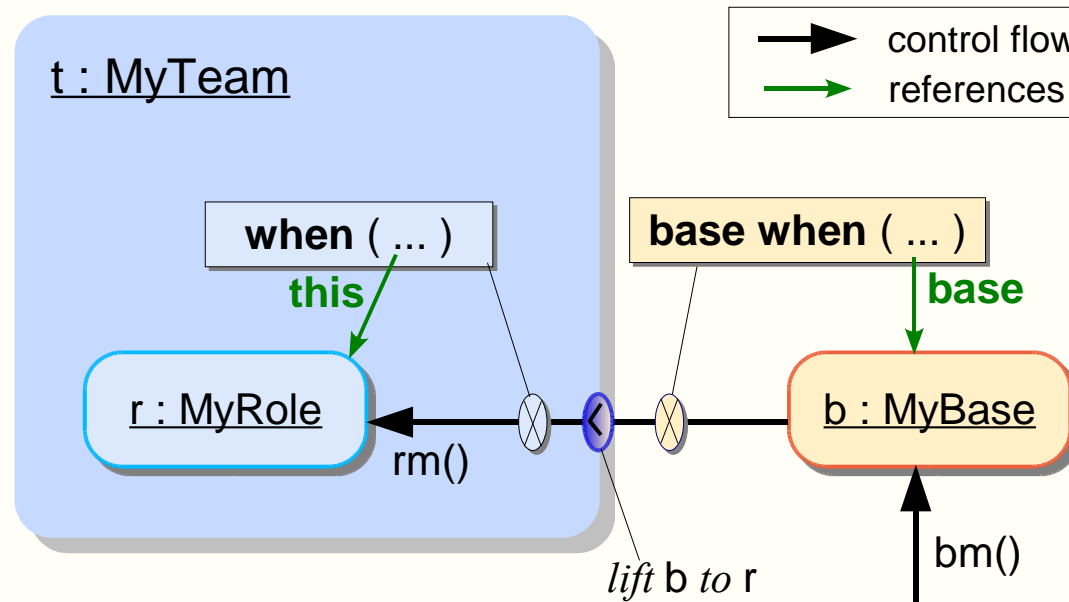 t : MyTeam
control flow
references
when ( ... )
base when ( ... )
this
base
r : MyRole
b : MyBase
rm()
bm()
lift b to r